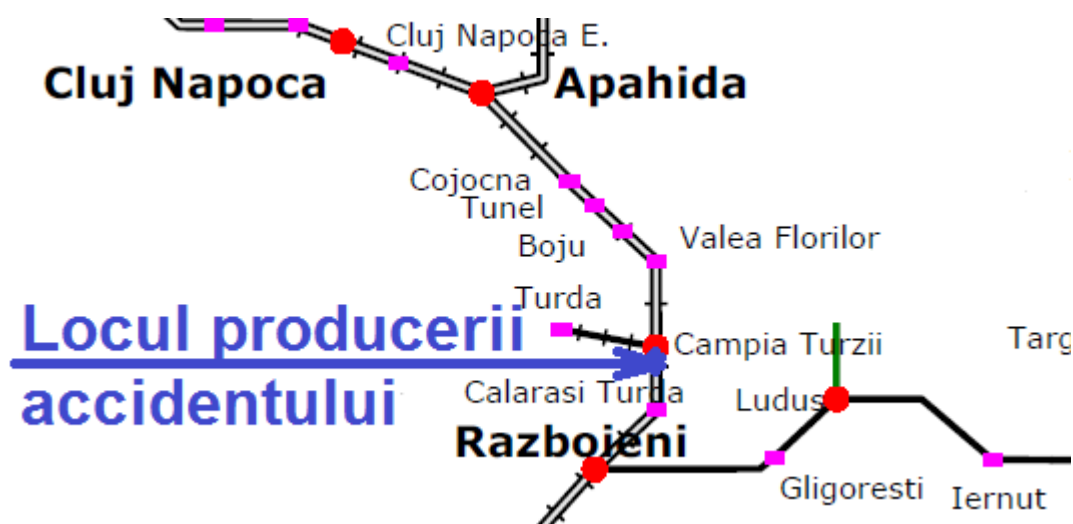 Cluj Napoca E.
Cluj Napoca
Apahida
Cojocna
Tunel
Boju
Valea Florilor
Turda
Locul producerii
accidentului
Campia Turzii
Targ
Calarasi Turda
Ludus
Razboieni
Gligoresti
Iernut